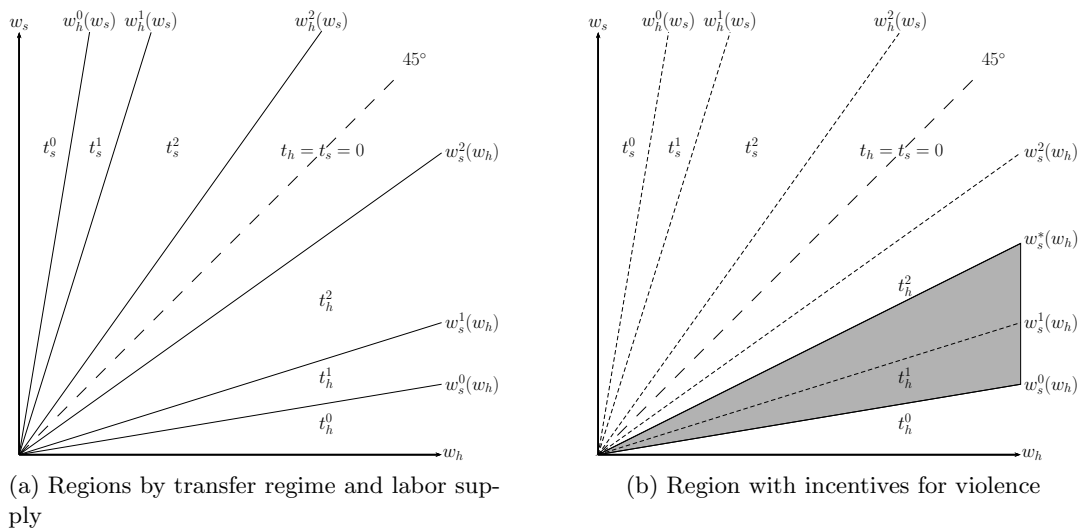 w_s w_h^0(w_s) w_h^1(w_s) w_h^2(w_s)
45°
t_s^0 t_s^1 t_s^2 t_h = t_s = 0
w_s^2(w_h)
t_h^2
w_s^1(w_h)
t_h^1
w_s^0(w_h)
t_h^0
w_h
(a) Regions by transfer regime and labor sup-
ply
w_s w_h^0(w_s) w_h^1(w_s) w_h^2(w_s)
45°
t_s^0 t_s^1 t_s^2 t_h = t_s = 0
w_s^2(w_h)
w_s^*(w_h)
t_h^2
w_s^1(w_h)
t_h^1
w_s^0(w_h)
t_h^0
w_h
(b) Region with incentives for violence